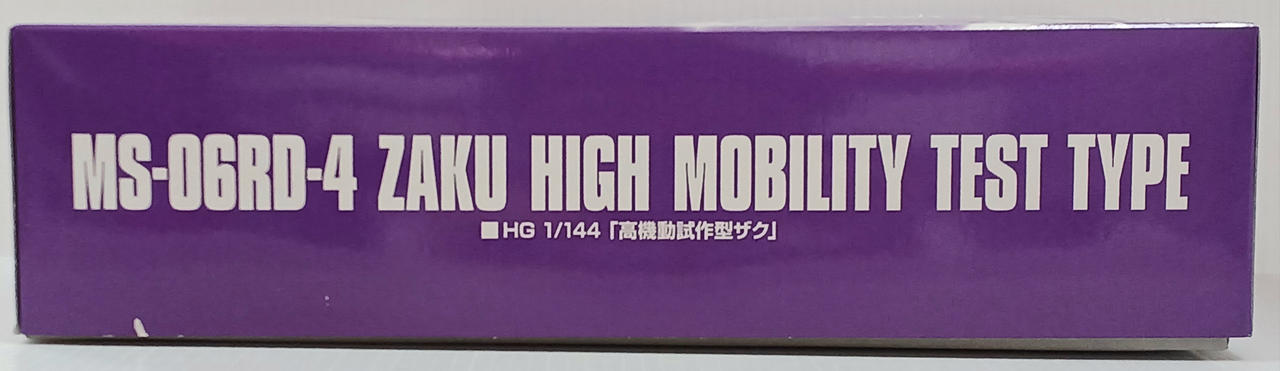 MS-06RD-4 ZAKU HIGH MOBILITY TEST TYPE
■HG 1/144「高機動試作型ザク」